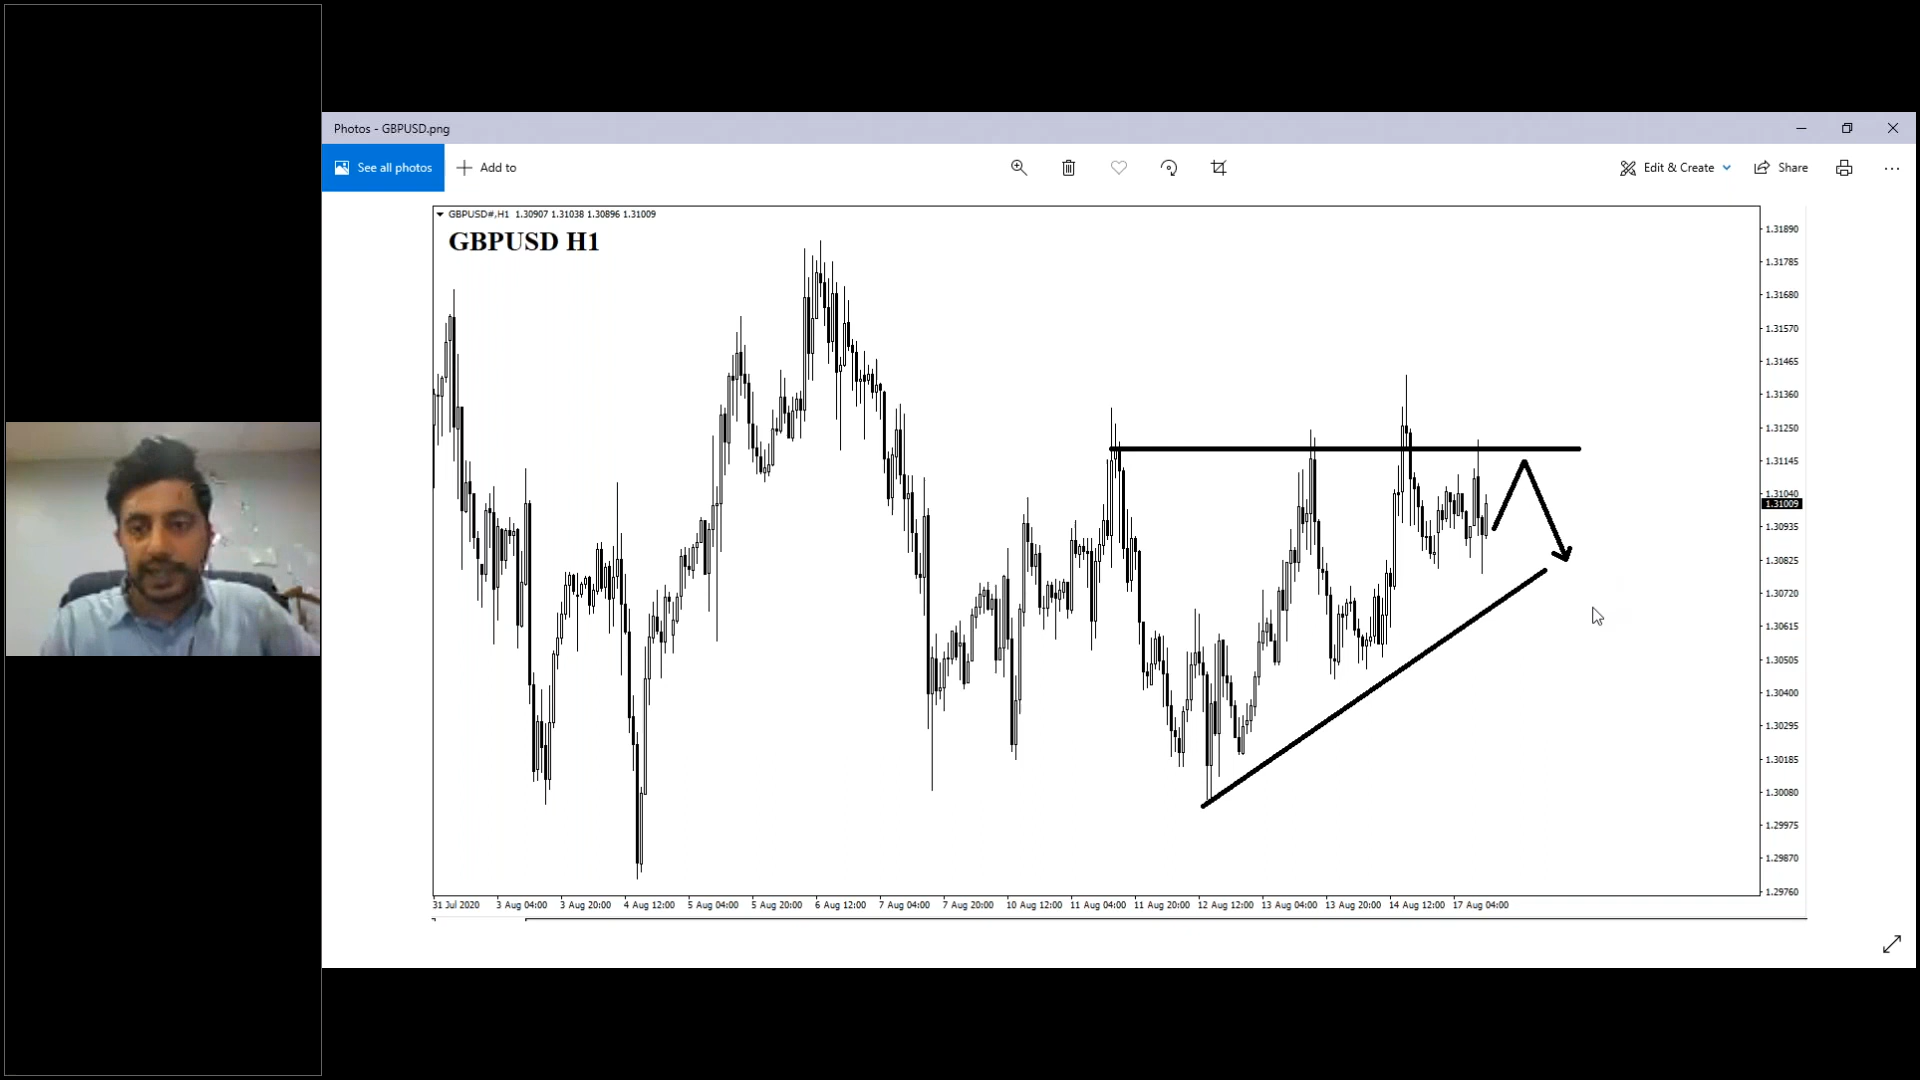 Photos - GBPUSD.png
See all photos
Add to
Edit & Create
Share
GBPUSD#,H1 1.30907 1.31038 1.30896 1.31009
GBPUSD H1
1.31890
1.31785
1.31680
1.31570
1.31465
1.31360
1.31250
1.31145
1.31040
1.31009
1.30935
1.30825
1.30720
1.30615
1.30505
1.30400
1.30295
1.30185
1.30080
1.29975
1.29870
1.29760
31 Jul 2020 3 Aug 04:00 3 Aug 20:00 4 Aug 12:00 5 Aug 04:00 5 Aug 20:00 6 Aug 12:00 7 Aug 04:00 7 Aug 20:00 10 Aug 12:00 11 Aug 04:00 11 Aug 20:00 12 Aug 12:00 13 Aug 04:00 13 Aug 20:00 14 Aug 12:00 17 Aug 04:00